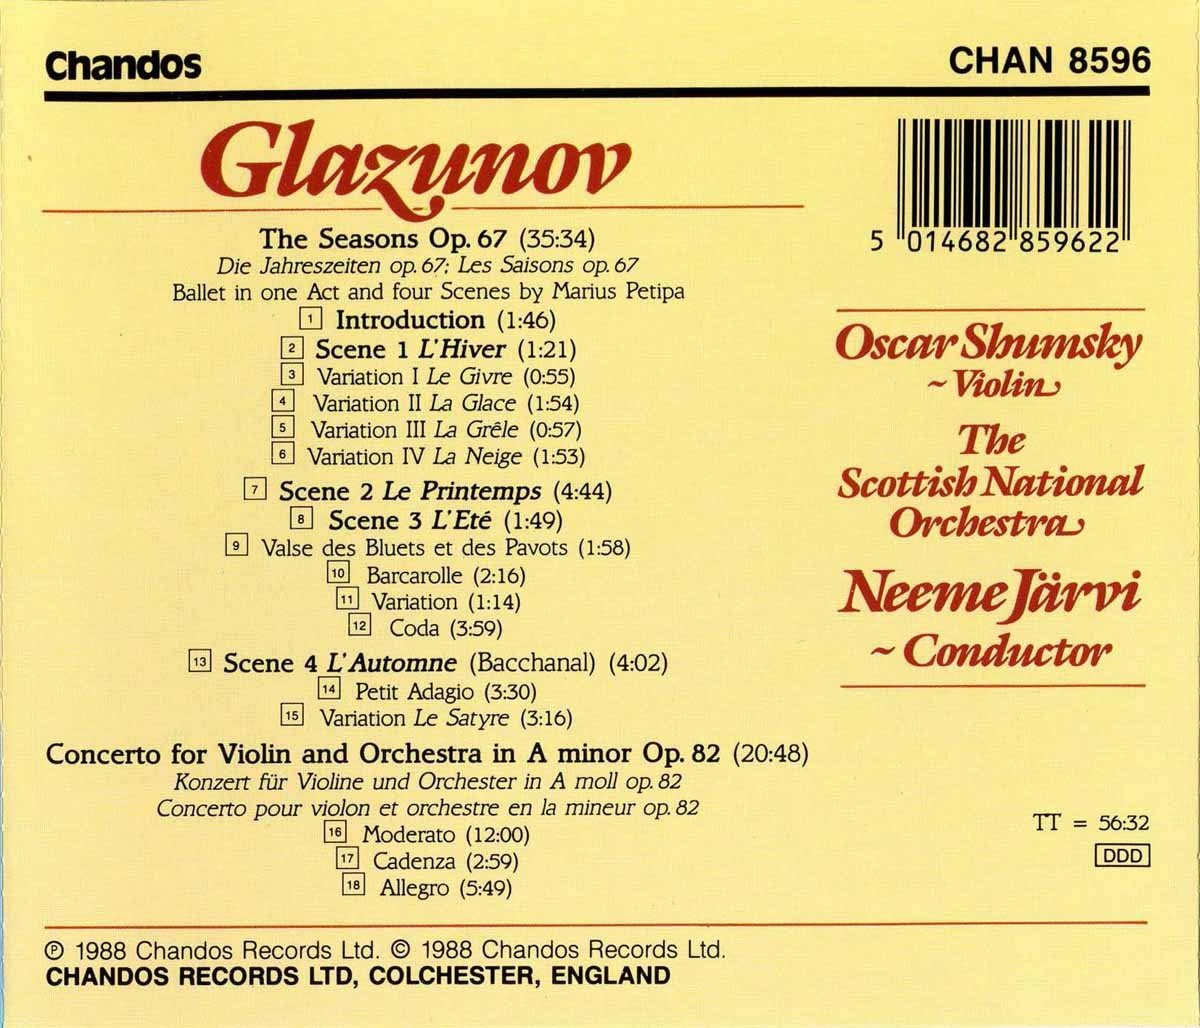 Chandos
CHAN 8596
Glazunov
The Seasons Op. 67 (35:34)
Die Jahreszeiten op. 67; Les Saisons op. 67
Ballet in one Act and four Scenes by Marius Petipa
1 Introduction (1:46)
2 Scene 1 L'Hiver (1:21)
3 Variation I Le Givre (0:55)
4 Variation II La Glace (1:54)
5 Variation III La Grêle (0:57)
6 Variation IV La Neige (1:53)
7 Scene 2 Le Printemps (4:44)
8 Scene 3 L'Eté (1:49)
9 Valse des Bluets et des Pavots (1:58)
10 Barcarolle (2:16)
11 Variation (1:14)
12 Coda (3:59)
13 Scene 4 L'Automne (Bacchanal) (4:02)
14 Petit Adagio (3:30)
15 Variation Le Satyre (3:16)
Concerto for Violin and Orchestra in A minor Op. 82 (20:48)
Konzert für Violine und Orchester in A moll op. 82
Concerto pour violon et orchestre en la mineur op. 82
16 Moderato (12:00)
17 Cadenza (2:59)
18 Allegro (5:49)
5 014682 859622
Oscar Shumsky
~ Violin
The
Scottish National
Orchestra
Neeme Järvi
~ Conductor
TT = 56:32
DDD
℗ 1988 Chandos Records Ltd. © 1988 Chandos Records Ltd.
CHANDOS RECORDS LTD, COLCHESTER, ENGLAND